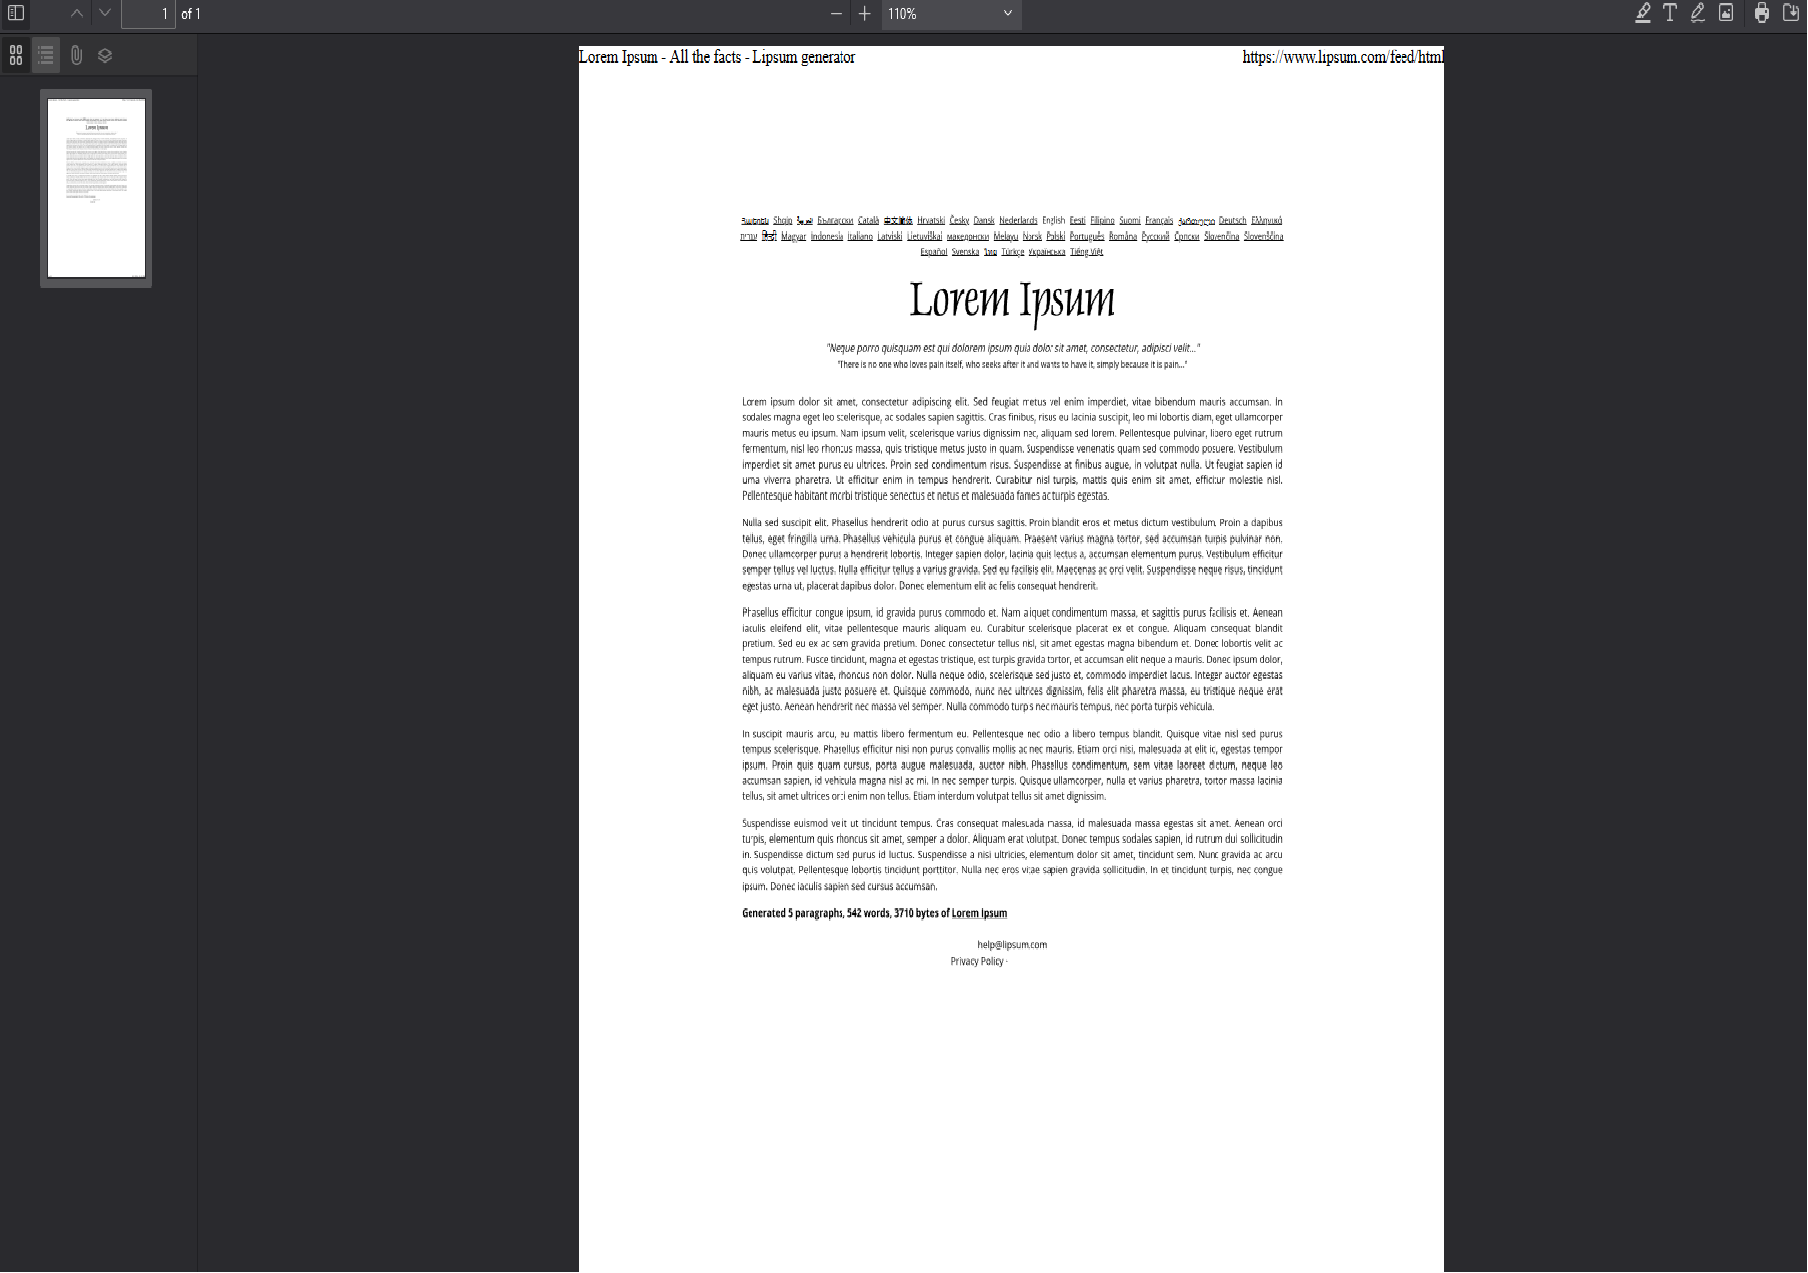 1 of 1
110%
Lorem Ipsum - All the facts - Lipsum generator
https://www.lipsum.com/feed/html
Հայերեն Shqip العربية Български Català 中文简体 Hrvatski Česky Dansk Nederlands English Eesti Filipino Suomi Français ქართული Deutsch Ελληνικά
עברית हिन्दी Magyar Indonesia Italiano Latviski Lietuviškai македонски Melayu Norsk Polski Português Româna Pyccкий Српски Slovenčina Slovenščina
Español Svenska ไทย Türkçe Українська Tiếng Việt
Lorem Ipsum
"Neque porro quisquam est qui dolorem ipsum quia dolor sit amet, consectetur, adipisci velit..."
"There is no one who loves pain itself, who seeks after it and wants to have it, simply because it is pain..."
Lorem ipsum dolor sit amet, consectetur adipiscing elit. Sed feugiat metus vel enim imperdiet, vitae bibendum mauris accumsan. In
sodales magna eget leo scelerisque, ac sodales sapien sagittis. Cras finibus, risus eu lacinia suscipit, leo mi lobortis diam, eget ullamcorper
mauris metus eu ipsum. Nam ipsum velit, scelerisque varius dignissim nec, aliquam sed lorem. Pellentesque pulvinar, libero eget rutrum
fermentum, nisl leo rhoncus massa, quis tristique metus justo in quam. Suspendisse venenatis quam sed commodo posuere. Vestibulum
imperdiet sit amet purus eu ultrices. Proin sed condimentum risus. Suspendisse at finibus augue, in volutpat nulla. Ut feugiat sapien id
urna viverra pharetra. Ut efficitur enim in tempus hendrerit. Curabitur nisl turpis, mattis quis enim sit amet, efficitur molestie nisl.
Pellentesque habitant morbi tristique senectus et netus et malesuada fames ac turpis egestas.
Nulla sed suscipit elit. Phasellus hendrerit odio at purus cursus sagittis. Proin blandit eros et metus dictum vestibulum. Proin a dapibus
tellus, eget fringilla urna. Phasellus vehicula purus et congue aliquam. Praesent varius magna tortor, sed accumsan turpis pulvinar non.
Donec ullamcorper purus a hendrerit lobortis. Integer sapien dolor, lacinia quis lectus a, accumsan elementum purus. Vestibulum efficitur
semper tellus vel luctus. Nulla efficitur tellus a varius gravida. Sed eu facilisis elit. Maecenas ac orci velit. Suspendisse neque risus, tincidunt
egestas urna ut, placerat dapibus dolor. Donec elementum elit ac felis consequat hendrerit.
Phasellus efficitur congue ipsum, id gravida purus commodo et. Nam aliquet condimentum massa, et sagittis purus facilisis et. Aenean
iaculis eleifend elit, vitae pellentesque mauris aliquam eu. Curabitur scelerisque placerat ex et congue. Aliquam consequat blandit
pretium. Sed eu ex ac sem gravida pretium. Donec consectetur tellus nisl, sit amet egestas magna bibendum et. Donec lobortis velit ac
tempus rutrum. Fusce tincidunt, magna et egestas tristique, est turpis gravida tortor, et accumsan elit neque a mauris. Donec ipsum dolor,
aliquam eu varius vitae, rhoncus non dolor. Nulla neque odio, scelerisque sed justo et, commodo imperdiet lacus. Integer auctor egestas
nibh, ac malesuada justo posuere et. Quisque commodo, nunc nec ultrices dignissim, felis elit pharetra massa, eu tristique neque erat
eget justo. Aenean hendrerit nec massa vel semper. Nulla commodo turpis nec mauris tempus, nec porta turpis vehicula.
In suscipit mauris arcu, eu mattis libero fermentum eu. Pellentesque nec odio a libero tempus blandit. Quisque vitae nisl sed purus
tempus scelerisque. Phasellus efficitur nisi non purus convallis mollis ac nec mauris. Etiam orci nisi, malesuada at elit id, egestas tempor
ipsum. Proin quis quam cursus, porta augue malesuada, auctor nibh. Phasellus condimentum, sem vitae laoreet dictum, neque leo
accumsan sapien, id vehicula magna nisl ac mi. In nec semper turpis. Quisque ullamcorper, nulla et varius pharetra, tortor massa lacinia
tellus, sit amet ultrices orci enim non tellus. Etiam interdum volutpat tellus sit amet dignissim.
Suspendisse euismod velit ut tincidunt tempus. Cras consequat malesuada massa, id malesuada massa egestas sit amet. Aenean orci
turpis, elementum quis rhoncus sit amet, semper a dolor. Aliquam erat volutpat. Donec tempus sodales sapien, id rutrum dui sollicitudin
in. Suspendisse dictum sed purus id luctus. Suspendisse a nisi ultricies, elementum dolor sit amet, tincidunt sem. Nunc gravida ac arcu
quis volutpat. Pellentesque lobortis tincidunt porttitor. Nulla nec eros vitae sapien gravida sollicitudin. In et tincidunt turpis, nec congue
ipsum. Donec iaculis sapien sed cursus accumsan.
Generated 5 paragraphs, 542 words, 3710 bytes of Lorem Ipsum
help@lipsum.com
Privacy Policy ·